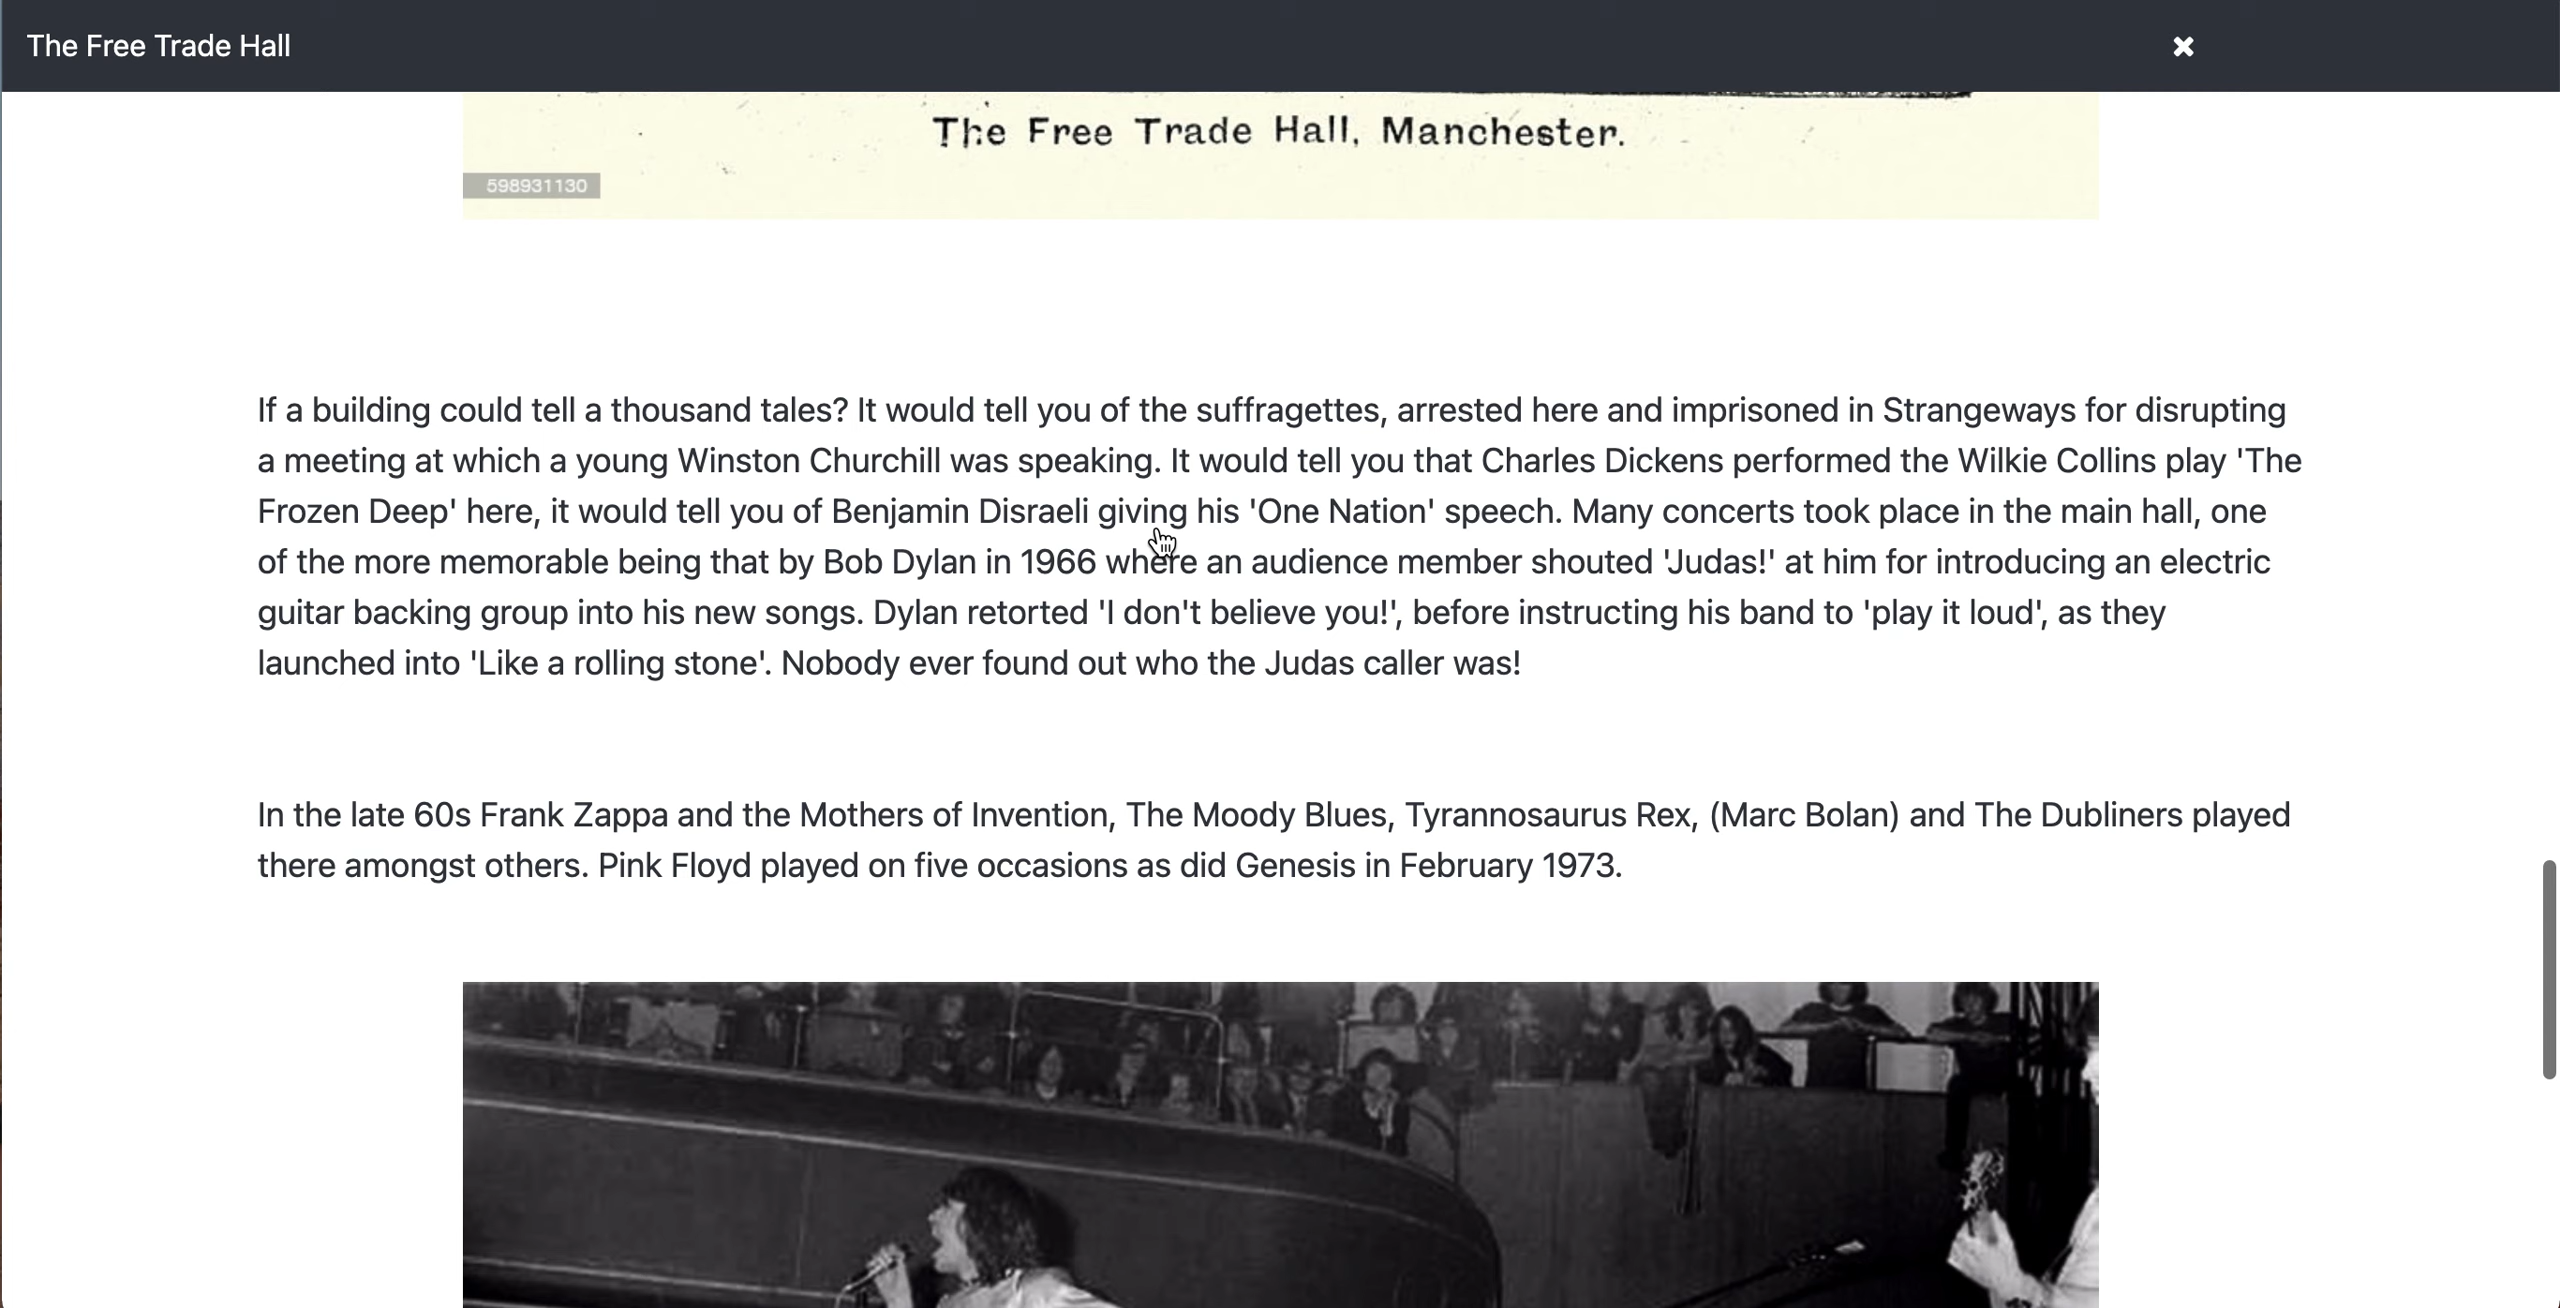 The Free Trade Hall
The Free Trade Hall, Manchester.
598931130
If a building could tell a thousand tales? It would tell you of the suffragettes, arrested here and imprisoned in Strangeways for disrupting
a meeting at which a young Winston Churchill was speaking. It would tell you that Charles Dickens performed the Wilkie Collins play 'The
Frozen Deep' here, it would tell you of Benjamin Disraeli giving his 'One Nation' speech. Many concerts took place in the main hall, one
of the more memorable being that by Bob Dylan in 1966 where an audience member shouted 'Judas!' at him for introducing an electric
guitar backing group into his new songs. Dylan retorted 'I don't believe you!', before instructing his band to 'play it loud', as they
launched into 'Like a rolling stone'. Nobody ever found out who the Judas caller was!
In the late 60s Frank Zappa and the Mothers of Invention, The Moody Blues, Tyrannosaurus Rex, (Marc Bolan) and The Dubliners played
there amongst others. Pink Floyd played on five occasions as did Genesis in February 1973.